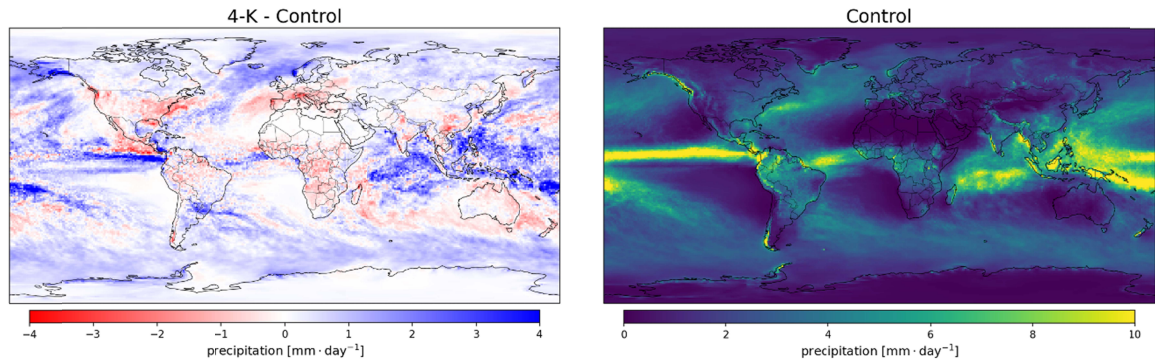 4-K - Control
Control
−4 −3 −2 −1 0 1 2 3 4
precipitation [mm · day⁻¹]
0 2 4 6 8 10
precipitation [mm · day⁻¹]